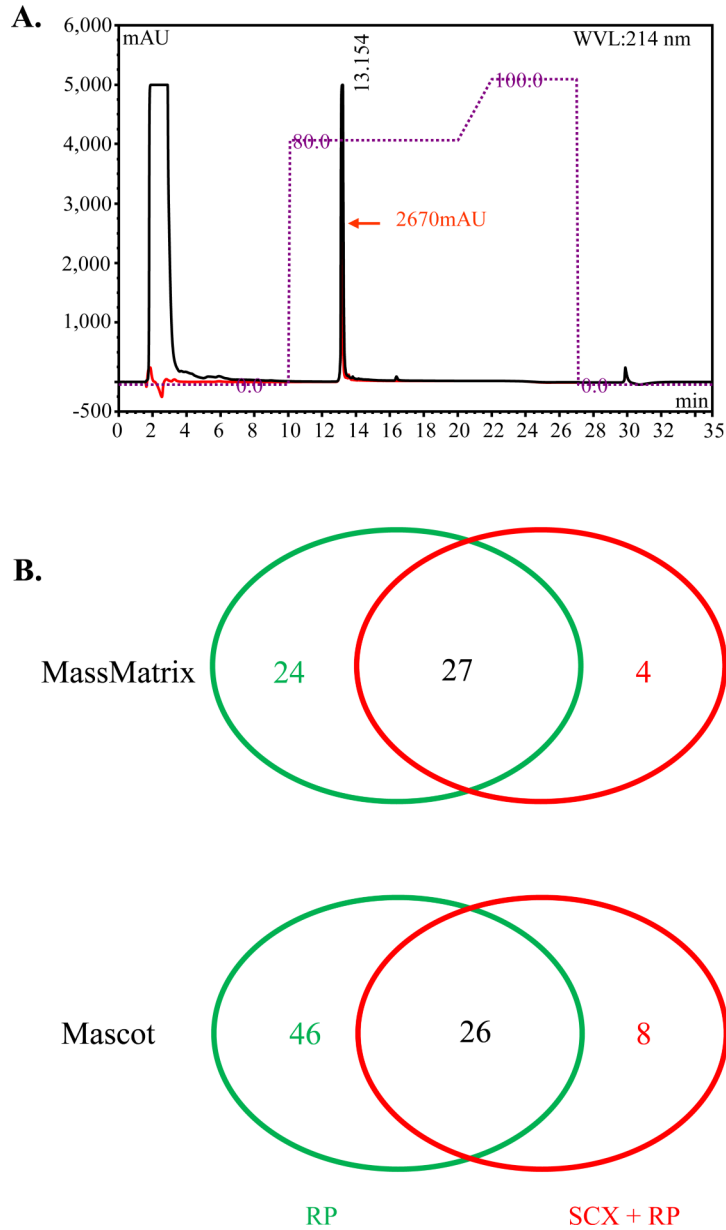 A.
6,000
mAU
13.154
WVL:214 nm
5,000
100.0
4,000
80.0
3,000
2670mAU
2,000
1,000
0.0
0.0
min
-500
0 2 4 6 8 10 12 14 16 18 20 22 24 26 28 30 32 35
B.
MassMatrix
24
27
4
Mascot
46
26
8
RP
SCX + RP